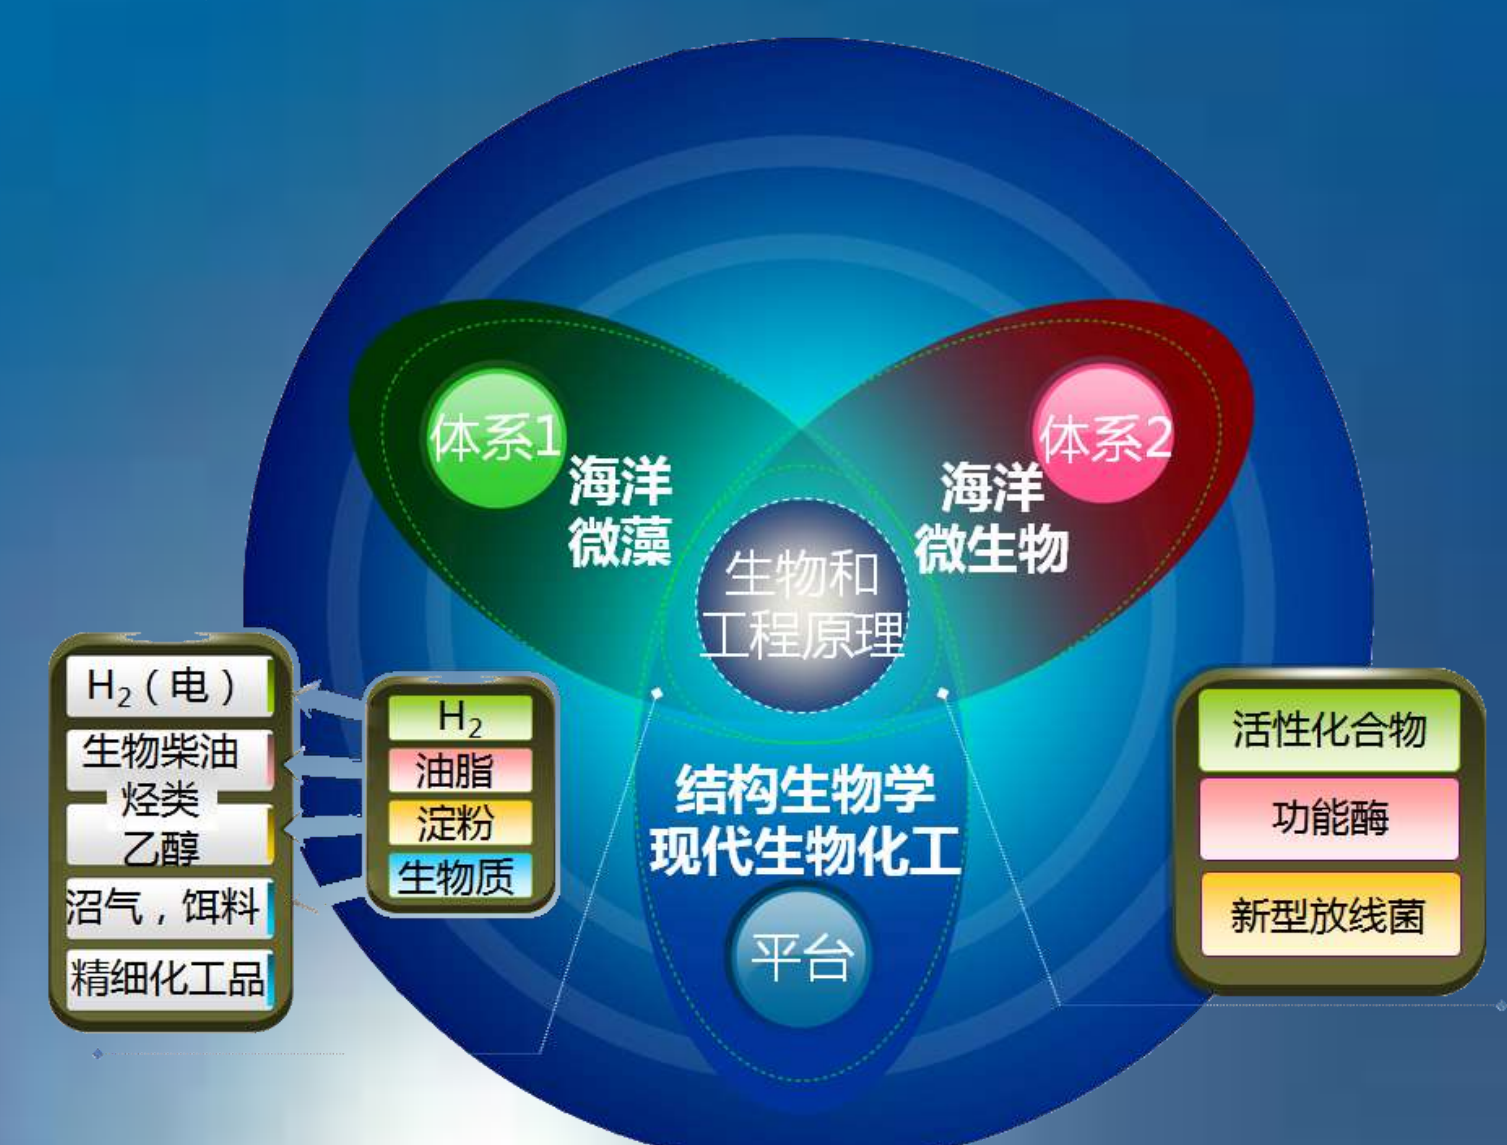 体系1
海洋
微藻
体系2
海洋
微生物
生物和
工程原理
结构生物学
现代生物化工
平台
H₂（电）
生物柴油
烃类
乙醇
沼气，饵料
精细化工品
H₂
油脂
淀粉
生物质
活性化合物
功能酶
新型放线菌